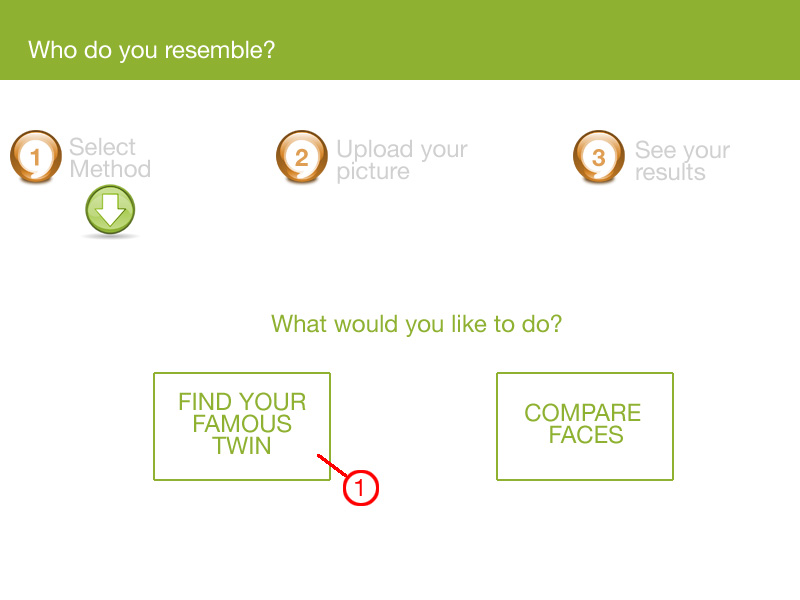 Who do you resemble?
1
Select
Method
2
Upload your
picture
3
See your
results
What would you like to do?
FIND YOUR
FAMOUS
TWIN
1
COMPARE
FACES